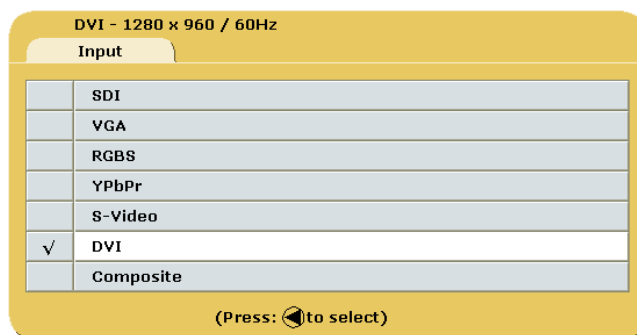 DVI - 1280 x 960 / 60Hz
Input
SDI
VGA
RGBS
YPbPr
S-Video
√ DVI
Composite
(Press: to select)